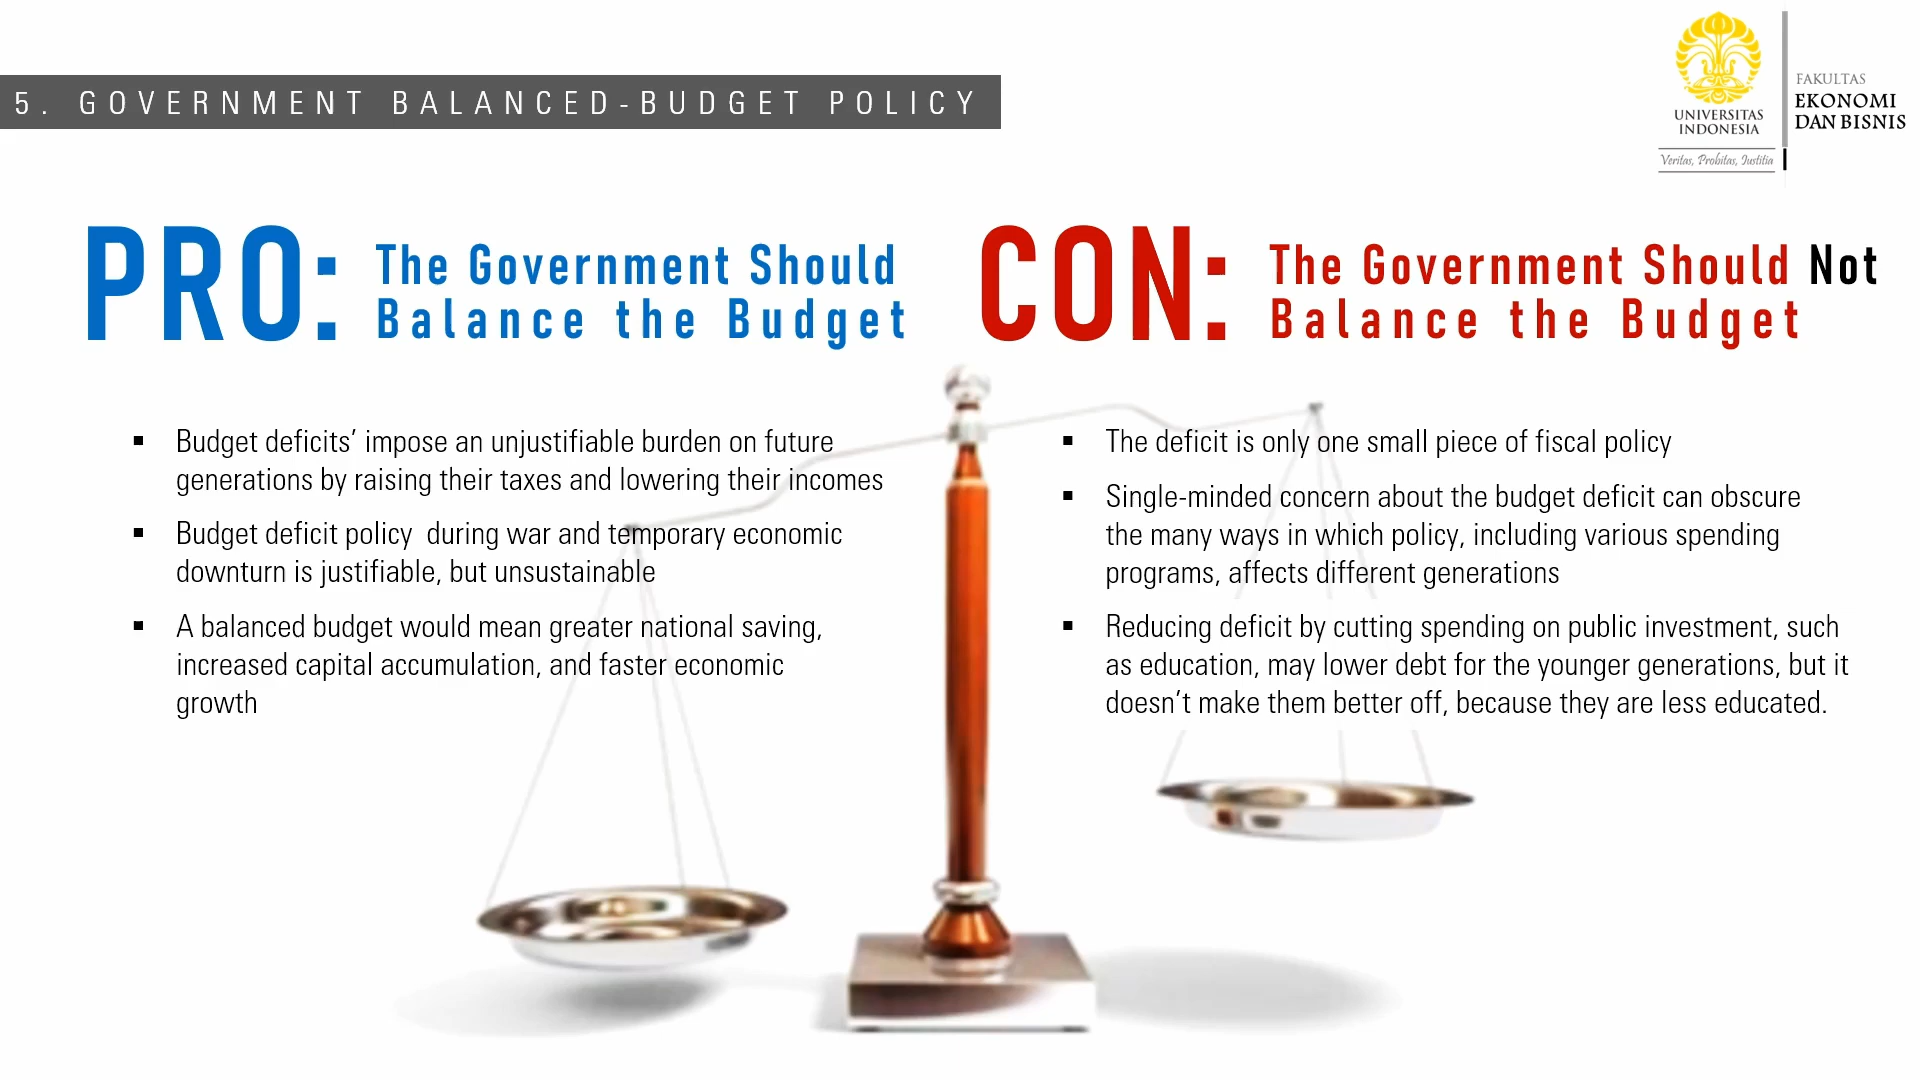 5. GOVERNMENT BALANCED-BUDGET POLICY
UNIVERSITAS
INDONESIA
Veritas, Probitas, Justitia
FAKULTAS
EKONOMI
DAN BISNIS
PRO: The Government Should
Balance the Budget
▪ Budget deficits’ impose an unjustifiable burden on future
generations by raising their taxes and lowering their incomes
▪ Budget deficit policy  during war and temporary economic
downturn is justifiable, but unsustainable
▪ A balanced budget would mean greater national saving,
increased capital accumulation, and faster economic
growth
CON: The Government Should Not
Balance the Budget
▪ The deficit is only one small piece of fiscal policy
▪ Single-minded concern about the budget deficit can obscure
the many ways in which policy, including various spending
programs, affects different generations
▪ Reducing deficit by cutting spending on public investment, such
as education, may lower debt for the younger generations, but it
doesn’t make them better off, because they are less educated.